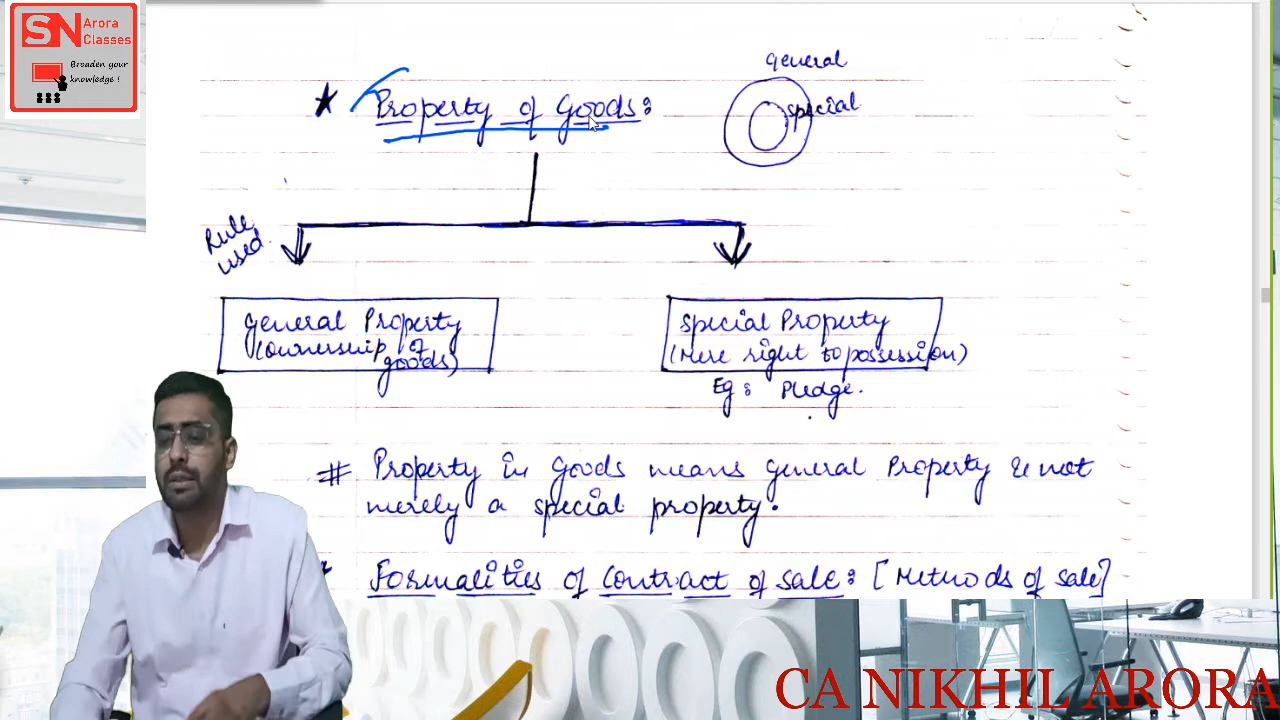 SN Arora
Classes
Broaden your
knowledge !
general
special
★ Property of Goods:
Rule
used.
general Property
(ownership of
goods)
special Property
(Mere right to possession)
Eg: Pledge.
# Property in goods means general Property & not
merely a special property.
Formalities of contract of sale: [Methods of sale]
CA NIKHIL ARORA